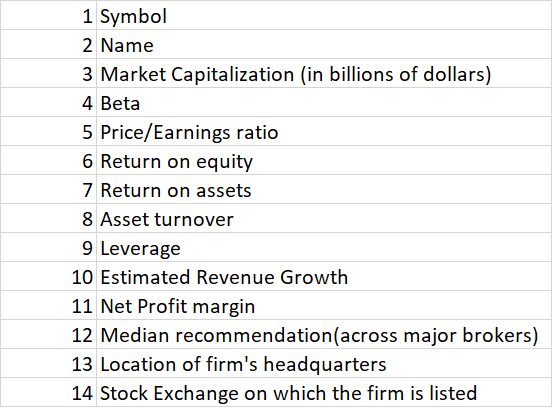 1 Symbol
2 Name
3 Market Capitalization (in billions of dollars)
4 Beta
5 Price/Earnings ratio
6 Return on equity
7 Return on assets
8 Asset turnover
9 Leverage
10 Estimated Revenue Growth
11 Net Profit margin
12 Median recommendation(across major brokers)
13 Location of firm's headquarters
14 Stock Exchange on which the firm is listed